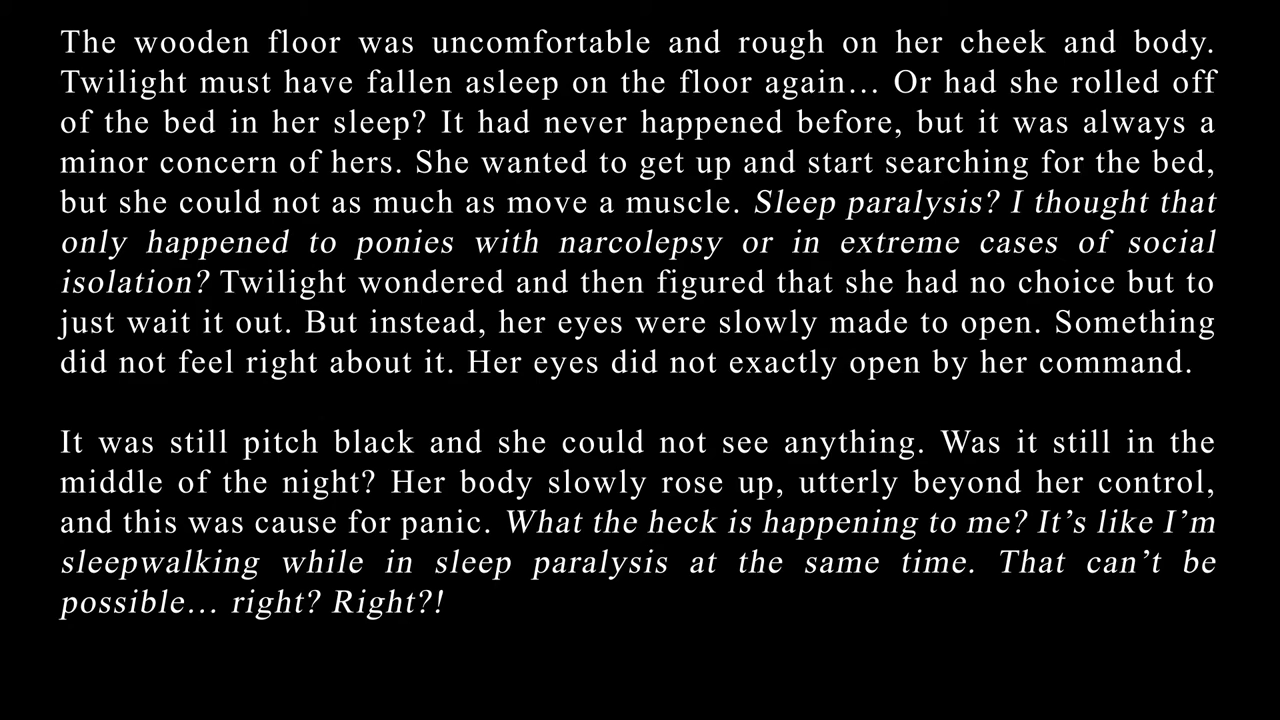 The wooden floor was uncomfortable and rough on her cheek and body.
Twilight must have fallen asleep on the floor again… Or had she rolled off
of the bed in her sleep? It had never happened before, but it was always a
minor concern of hers. She wanted to get up and start searching for the bed,
but she could not as much as move a muscle. Sleep paralysis? I thought that
only happened to ponies with narcolepsy or in extreme cases of social
isolation? Twilight wondered and then figured that she had no choice but to
just wait it out. But instead, her eyes were slowly made to open. Something
did not feel right about it. Her eyes did not exactly open by her command.
It was still pitch black and she could not see anything. Was it still in the
middle of the night? Her body slowly rose up, utterly beyond her control,
and this was cause for panic. What the heck is happening to me? It’s like I’m
sleepwalking while in sleep paralysis at the same time. That can’t be
possible… right? Right?!